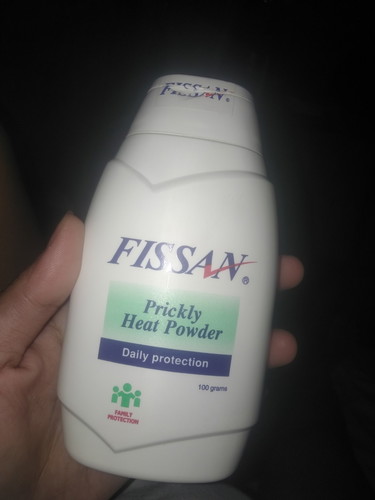 FISSAN
FISSAN®
Prickly
Heat Powder
Daily protection
100 grams
FAMILY
PROTECTION